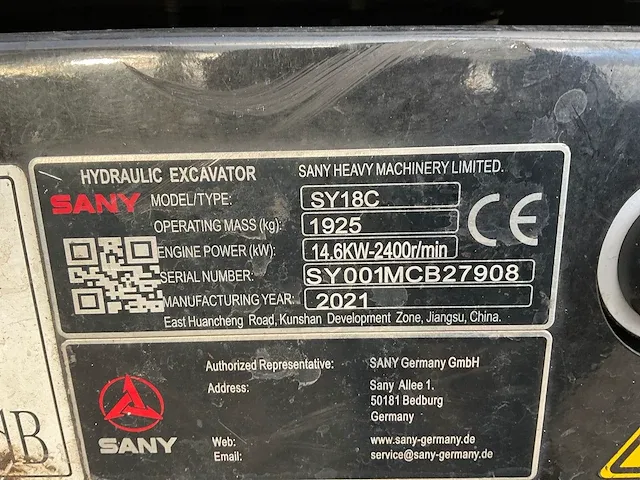 HYDRAULIC EXCAVATOR SANY HEAVY MACHINERY LIMITED.
SANY MODEL/TYPE: SY18C
OPERATING MASS (kg): 1925
ENGINE POWER (kW): 14.6KW-2400r/min
SERIAL NUMBER: SY001MCB27908
MANUFACTURING YEAR: 2021
CE
East Huancheng Road, Kunshan Development Zone, Jiangsu, China.
Authorized Representative: SANY Germany GmbH
Address: Sany Allee 1.
50181 Bedburg
Germany
SANY
Web: www.sany-germany.de
Email: service@sany-germany.de